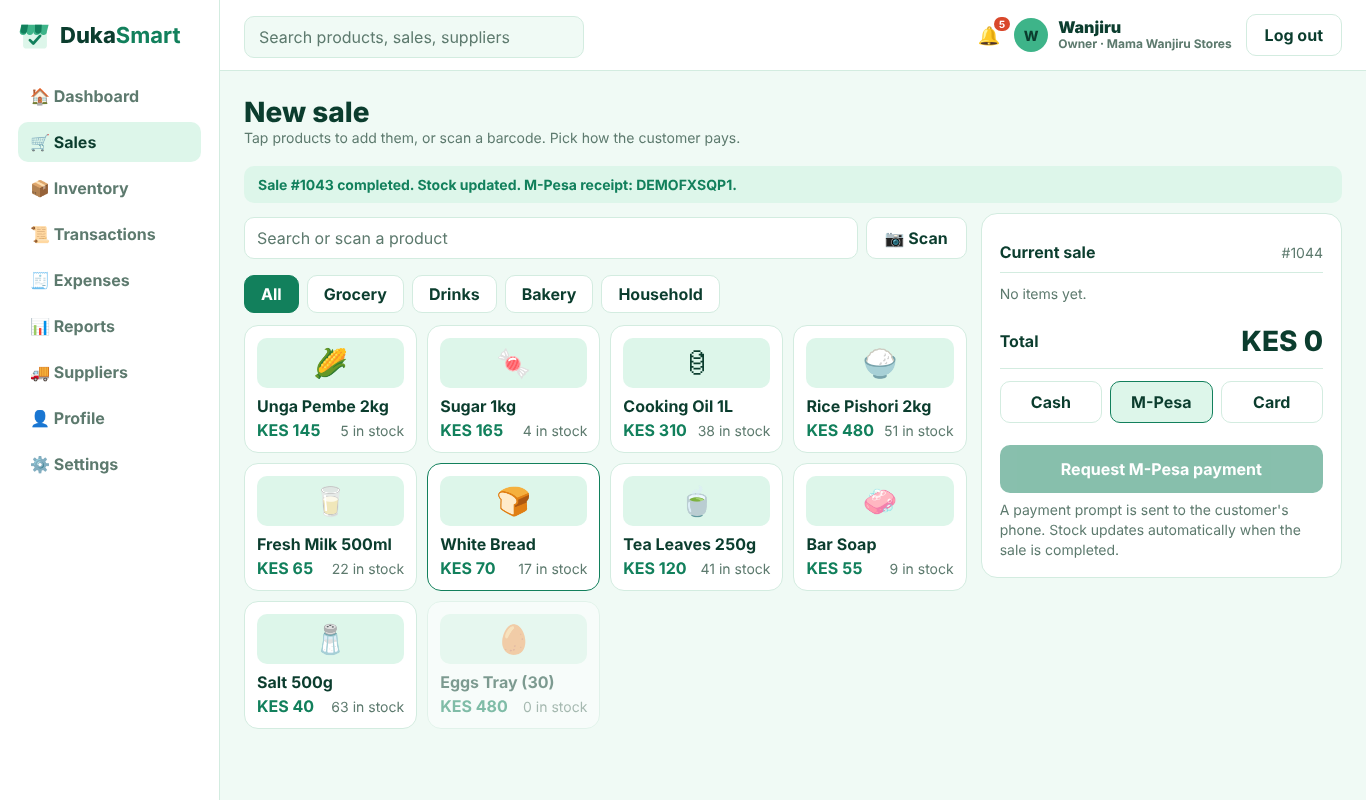 DukaSmart
Dashboard
Sales
Inventory
Transactions
Expenses
Reports
Suppliers
Profile
Settings
Search products, sales, suppliers
5
W
Wanjiru
Owner · Mama Wanjiru Stores
Log out
New sale
Tap products to add them, or scan a barcode. Pick how the customer pays.
Sale #1043 completed. Stock updated. M-Pesa receipt: DEMOFXSQP1.
Search or scan a product
Scan
All Grocery Drinks Bakery Household
Unga Pembe 2kg
KES 145 5 in stock
Sugar 1kg
KES 165 4 in stock
Cooking Oil 1L
KES 310 38 in stock
Rice Pishori 2kg
KES 480 51 in stock
Fresh Milk 500ml
KES 65 22 in stock
White Bread
KES 70 17 in stock
Tea Leaves 250g
KES 120 41 in stock
Bar Soap
KES 55 9 in stock
Salt 500g
KES 40 63 in stock
Eggs Tray (30)
KES 480 0 in stock
Current sale #1044
No items yet.
Total KES 0
Cash M-Pesa Card
Request M-Pesa payment
A payment prompt is sent to the customer's
phone. Stock updates automatically when the
sale is completed.